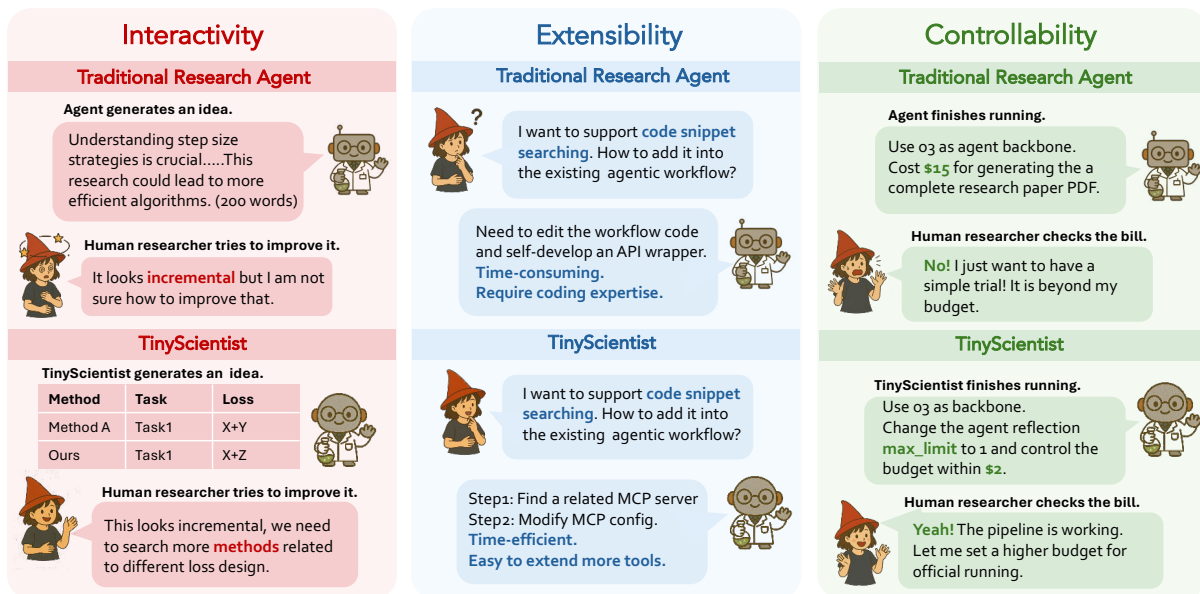 Interactivity
Traditional Research Agent
Agent generates an idea.
Understanding step size
strategies is crucial.....This
research could lead to more
efficient algorithms. (200 words)
Human researcher tries to improve it.
It looks incremental but I am not
sure how to improve that.
TinyScientist
TinyScientist generates an idea.
Method Task Loss
Method A Task1 X+Y
Ours Task1 X+Z
Human researcher tries to improve it.
This looks incremental, we need
to search more methods related
to different loss design.
Extensibility
Traditional Research Agent
?
I want to support code snippet
searching. How to add it into
the existing agentic workflow?
Need to edit the workflow code
and self-develop an API wrapper.
Time-consuming.
Require coding expertise.
TinyScientist
I want to support code snippet
searching. How to add it into
the existing agentic workflow?
Step1: Find a related MCP server
Step2: Modify MCP config.
Time-efficient.
Easy to extend more tools.
Controllability
Traditional Research Agent
Agent finishes running.
Use o3 as agent backbone.
Cost $15 for generating the a
complete research paper PDF.
Human researcher checks the bill.
No! I just want to have a
simple trial! It is beyond my
budget.
TinyScientist
TinyScientist finishes running.
Use o3 as backbone.
Change the agent reflection
max_limit to 1 and control the
budget within $2.
Human researcher checks the bill.
Yeah! The pipeline is working.
Let me set a higher budget for
official running.